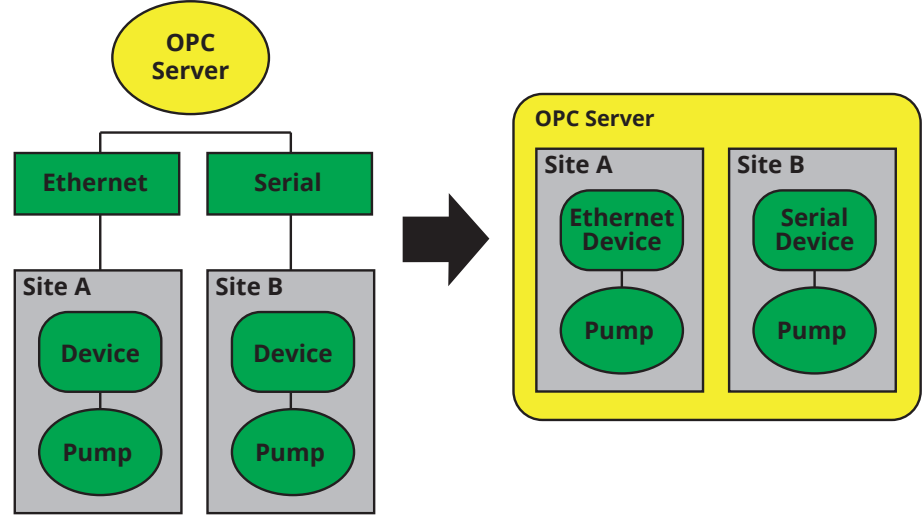 OPC
Server
Ethernet
Serial
Site A
Device
Pump
Site B
Device
Pump
OPC Server
Site A
Ethernet
Device
Pump
Site B
Serial
Device
Pump